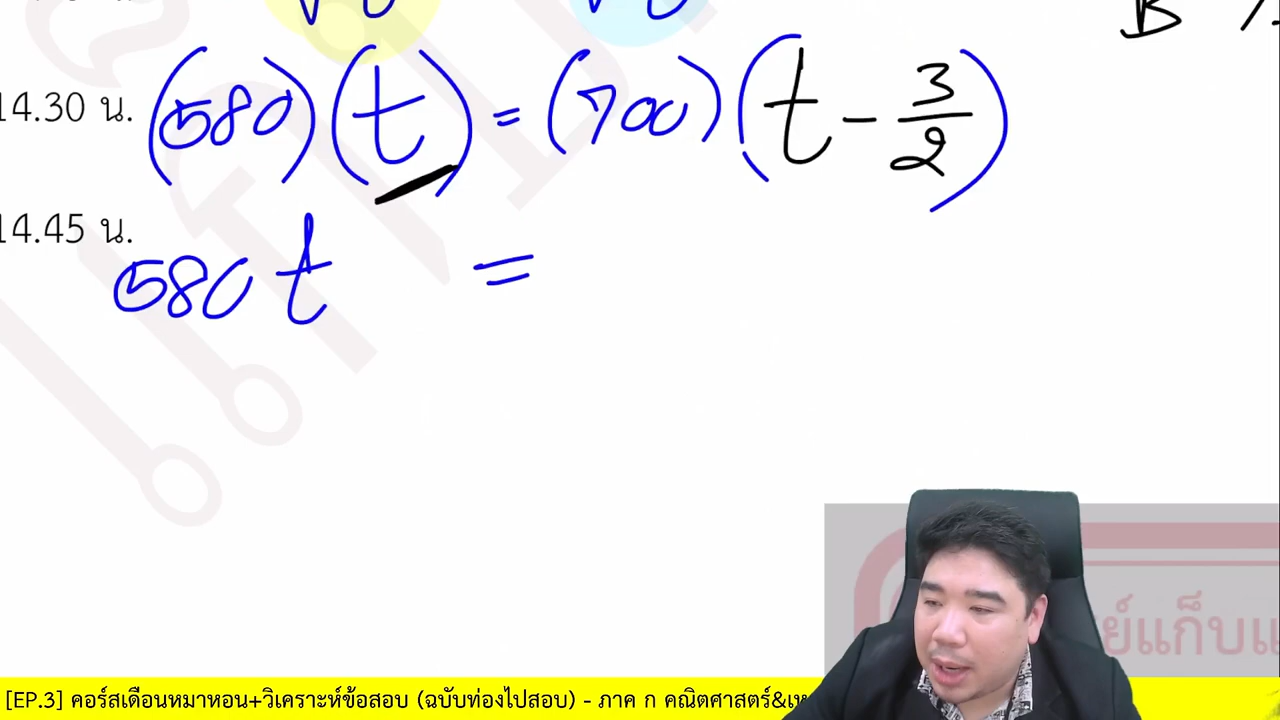 B
14.30 น. (580)(t) = (700)(t - 3/2)
14.45 น.
580 t =
[EP.3] คอร์สเดือนหมาหอน+วิเคราะห์ข้อสอบ (ฉบับท่องไปสอบ) - ภาค ก คณิตศาสตร์&เห